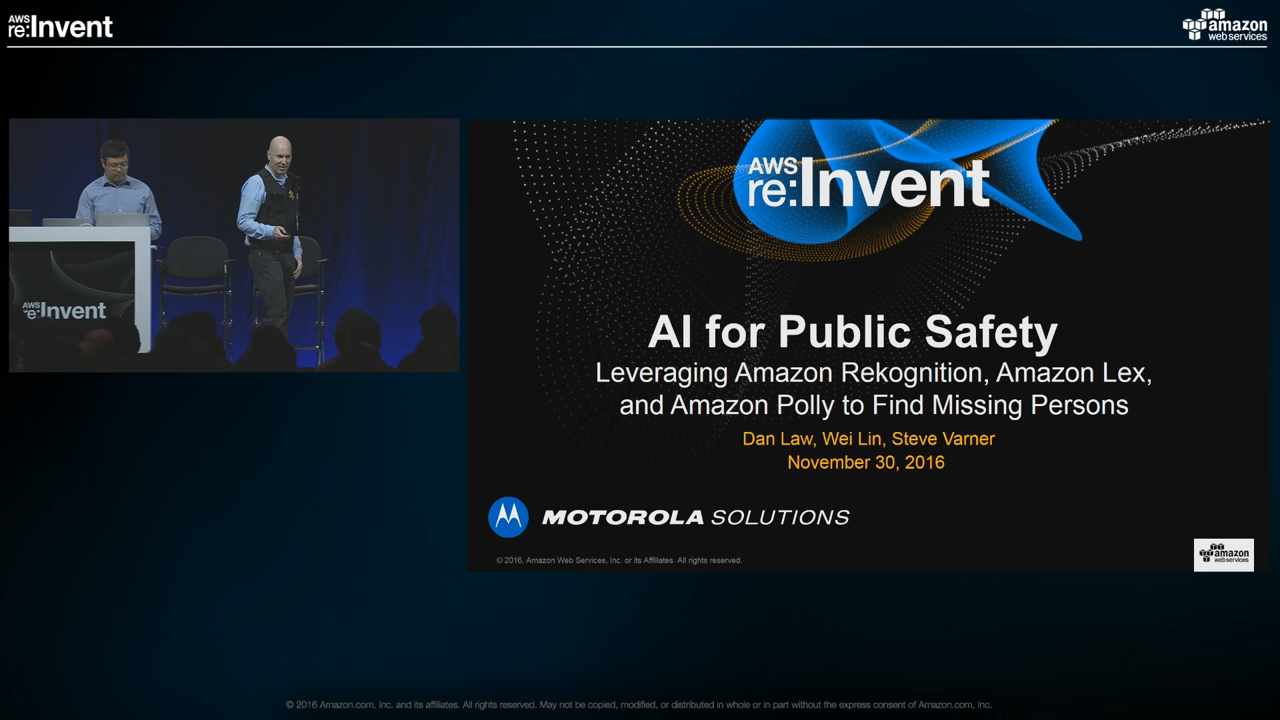 AWS
re:Invent
amazon
web services
AWS
re:Invent
AWS
re:Invent
AI for Public Safety
Leveraging Amazon Rekognition, Amazon Lex,
and Amazon Polly to Find Missing Persons
Dan Law, Wei Lin, Steve Varner
November 30, 2016
MOTOROLA SOLUTIONS
© 2016, Amazon Web Services, Inc. or its Affiliates. All rights reserved.
amazon
web services
© 2016 Amazon.com, Inc. and its affiliates. All rights reserved. May not be copied, modified, or distributed in whole or in part without the express consent of Amazon.com, Inc.